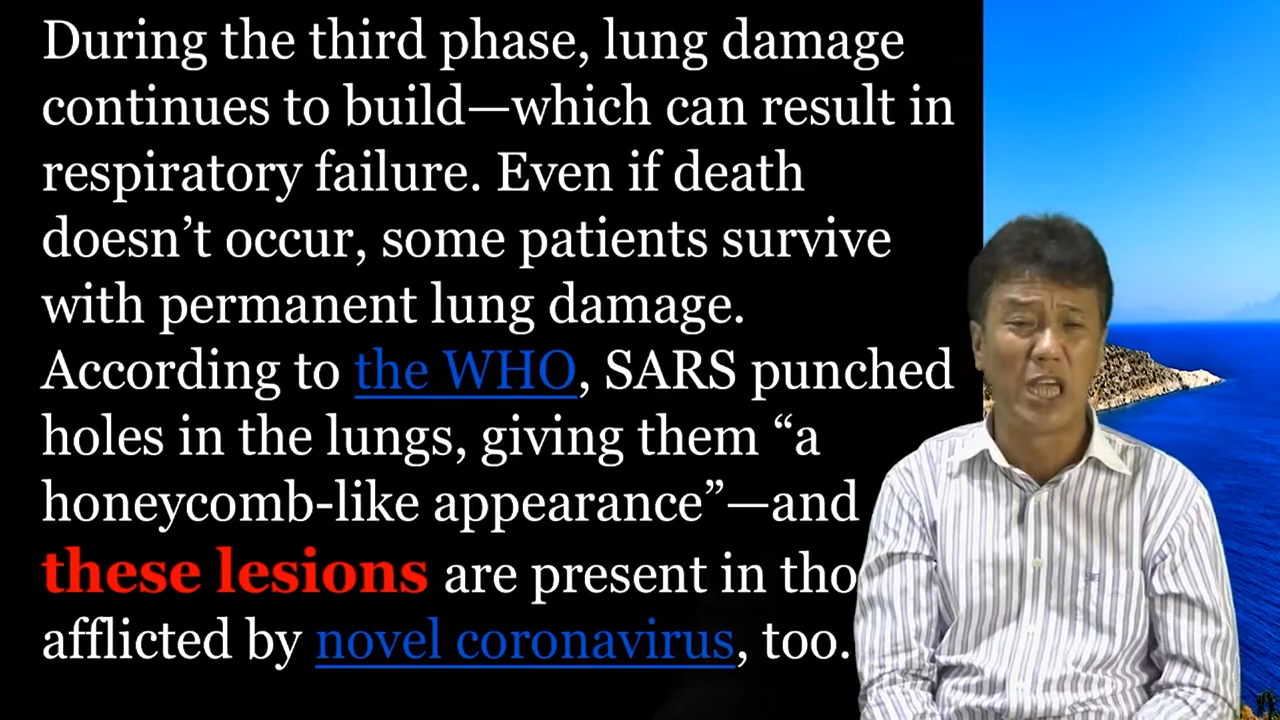 During the third phase, lung damage
continues to build—which can result in
respiratory failure. Even if death
doesn’t occur, some patients survive
with permanent lung damage.
According to the WHO, SARS punched
holes in the lungs, giving them “a
honeycomb-like appearance”—and
these lesions are present in tho
afflicted by novel coronavirus, too.